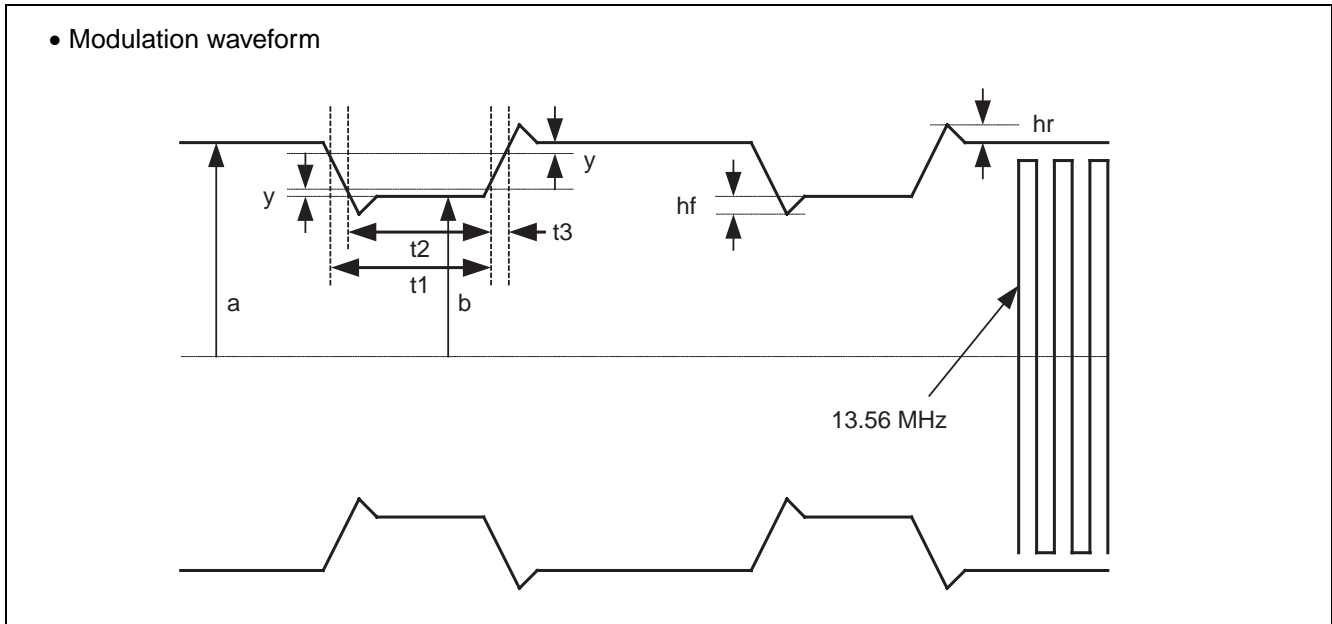 • Modulation waveform
hr
y
y
hf
t2
t3
t1
a
b
13.56 MHz